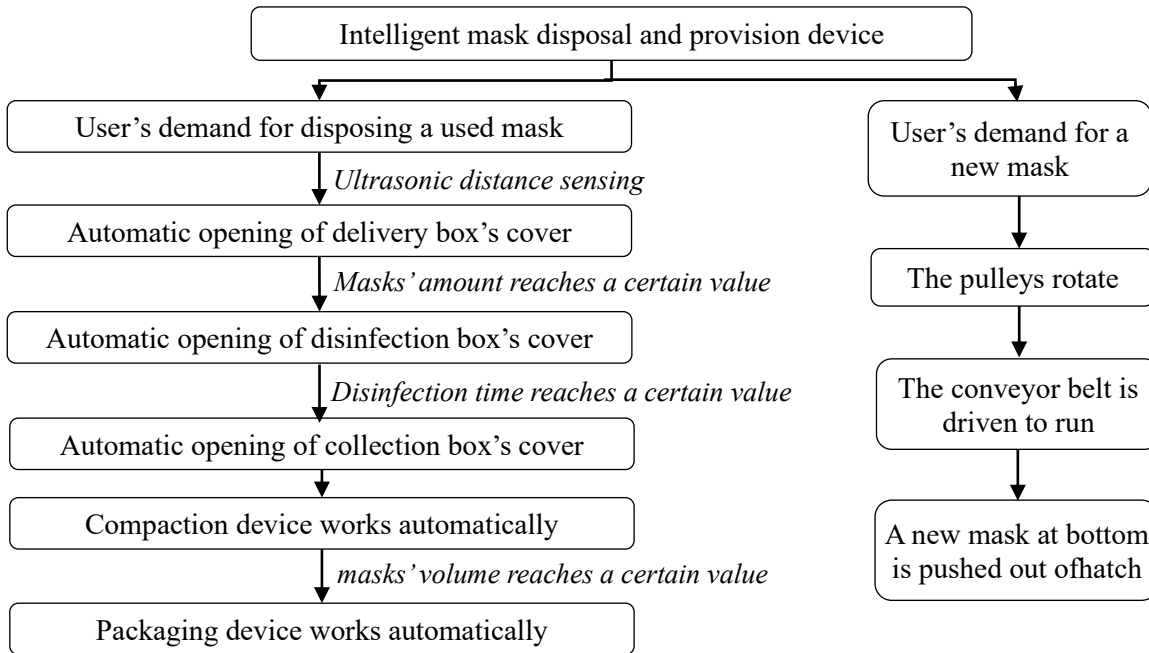 Intelligent mask disposal and provision device
User’s demand for disposing a used mask
Ultrasonic distance sensing
Automatic opening of delivery box’s cover
Masks’ amount reaches a certain value
Automatic opening of disinfection box’s cover
Disinfection time reaches a certain value
Automatic opening of collection box’s cover
Compaction device works automatically
masks’ volume reaches a certain value
Packaging device works automatically
User’s demand for a
new mask
The pulleys rotate
The conveyor belt is
driven to run
A new mask at bottom
is pushed out ofhatch